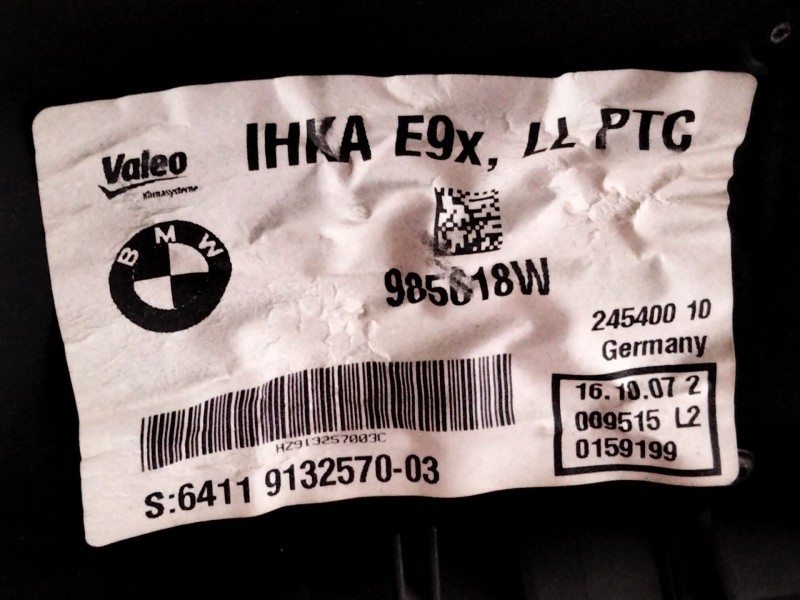 IHKA E9x, LL PTC
Valeo
Klimasysteme
BMW
985618W
245400 10
Germany
16.10.07 2
009515 L2
0159199
HZ913257003C
S:6411 9132570-03